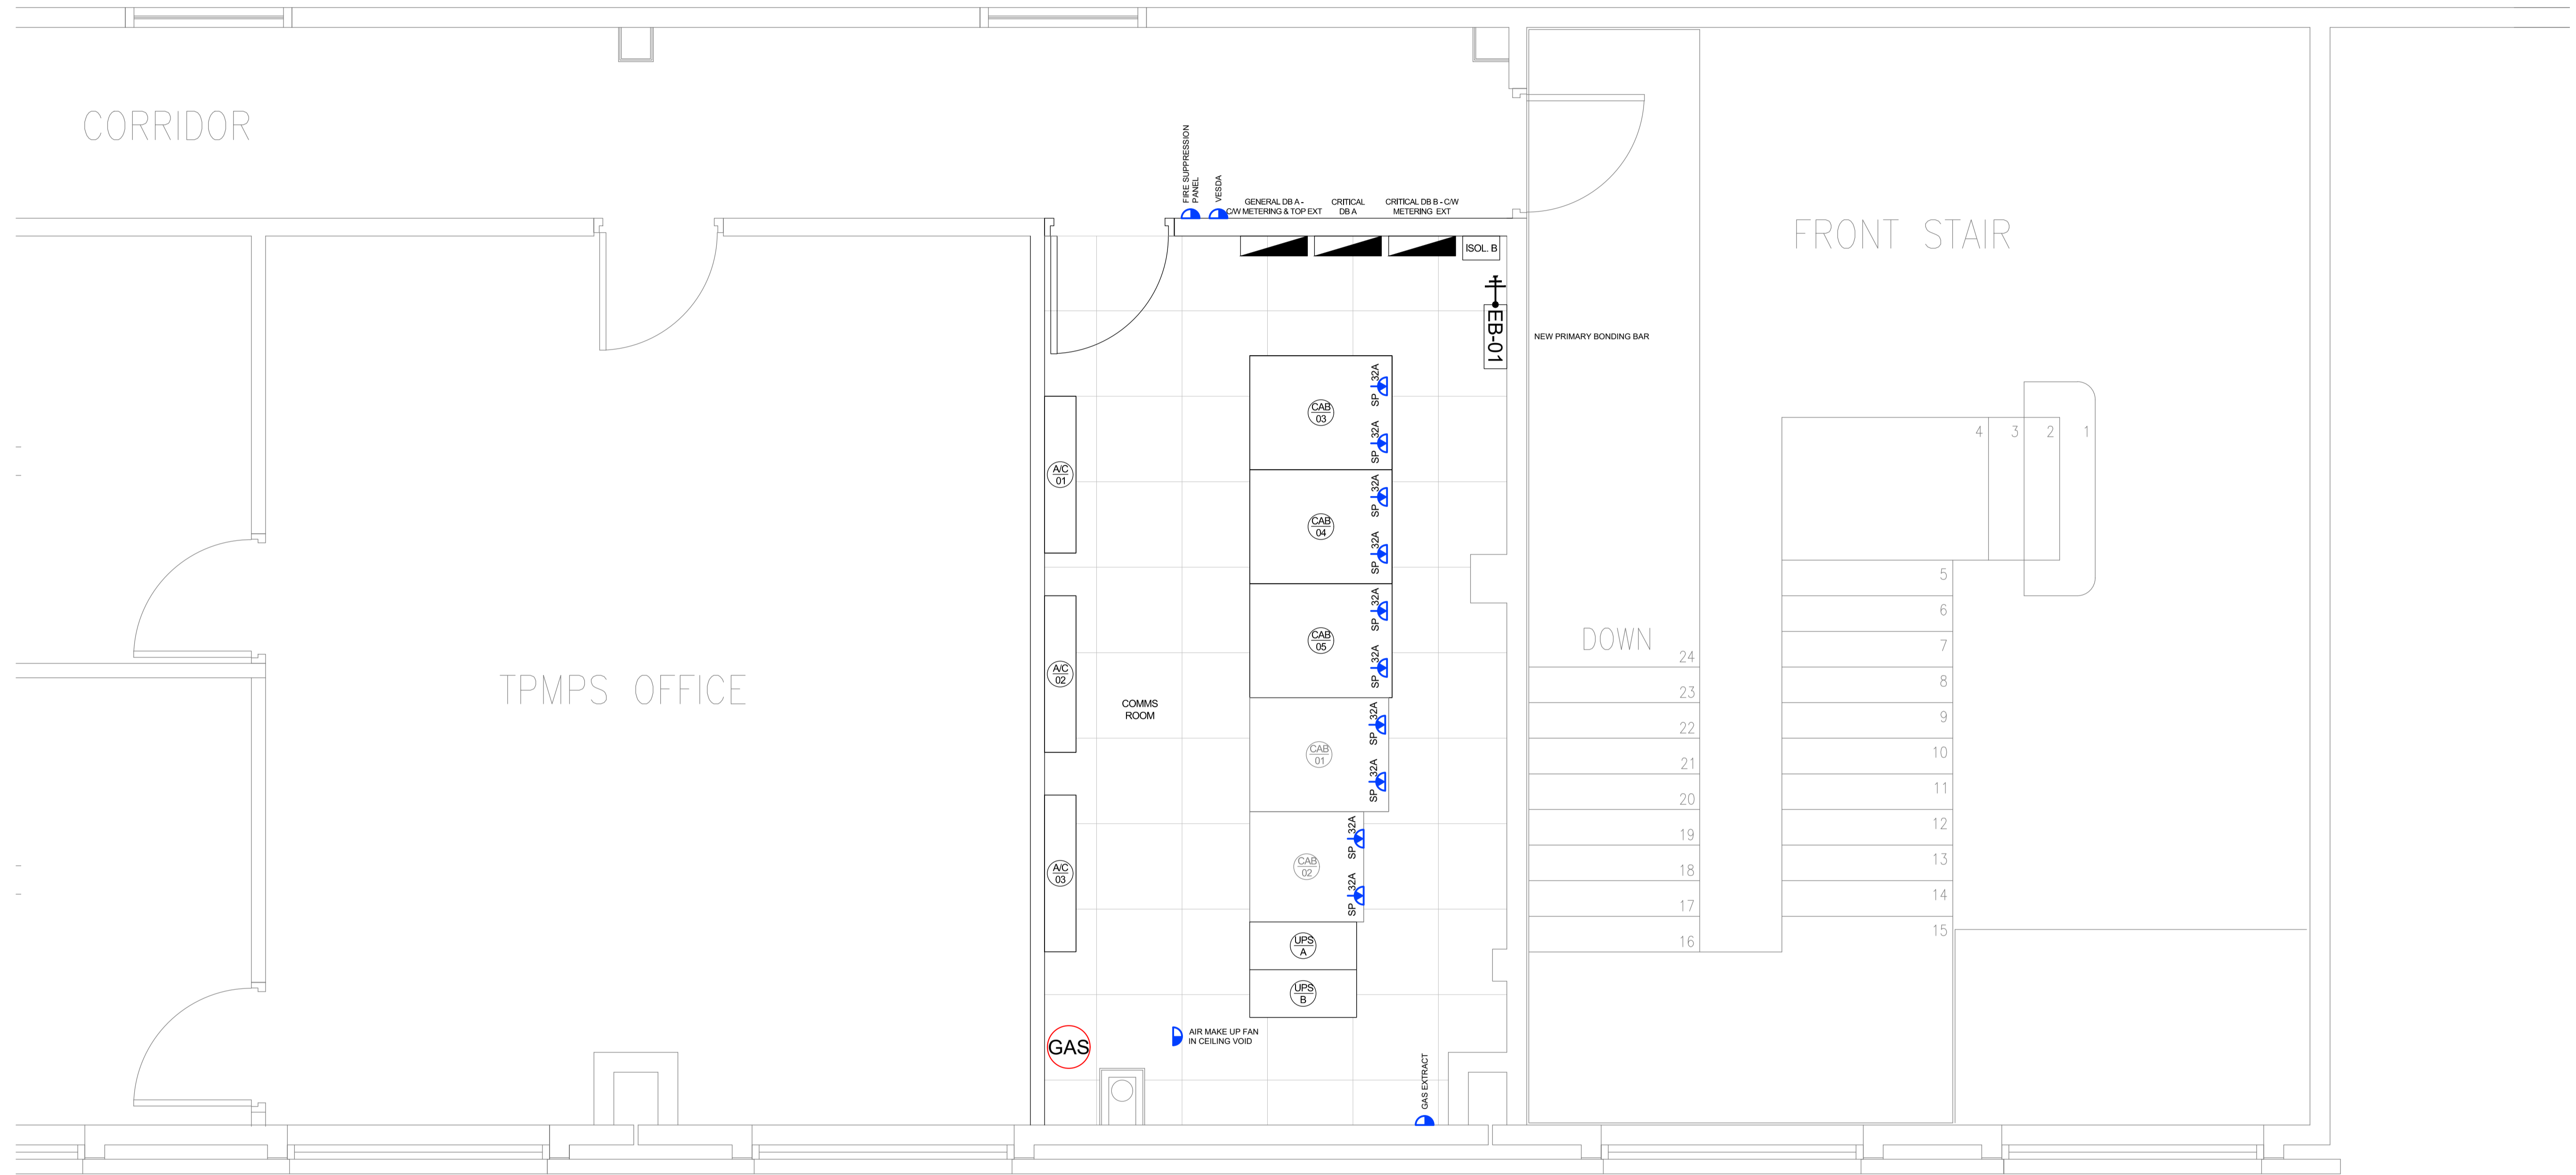 CORRIDOR
FIRE SUPPRESSION
PANEL
VESDA
GENERAL DB A -
C/W METERING & TOP EXT
CRITICAL
DB A
CRITICAL DB B - C/W
METERING EXT
ISOL. B
EB-01
NEW PRIMARY BONDING BAR
FRONT STAIR
CAB
03
SP 32A
SP 32A
A/C
01
CAB
04
SP 32A
SP 32A
CAB
05
SP 32A
SP 32A
A/C
02
TPMPS OFFICE
COMMS
ROOM
CAB
01
SP 32A
SP 32A
CAB
02
SP 32A
SP 32A
A/C
03
UPS
A
UPS
B
GAS
AIR MAKE UP FAN
IN CEILING VOID
GAS EXTRACT
DOWN
24
23
22
21
20
19
18
17
16
4 3 2 1
5
6
7
8
9
10
11
12
13
14
15